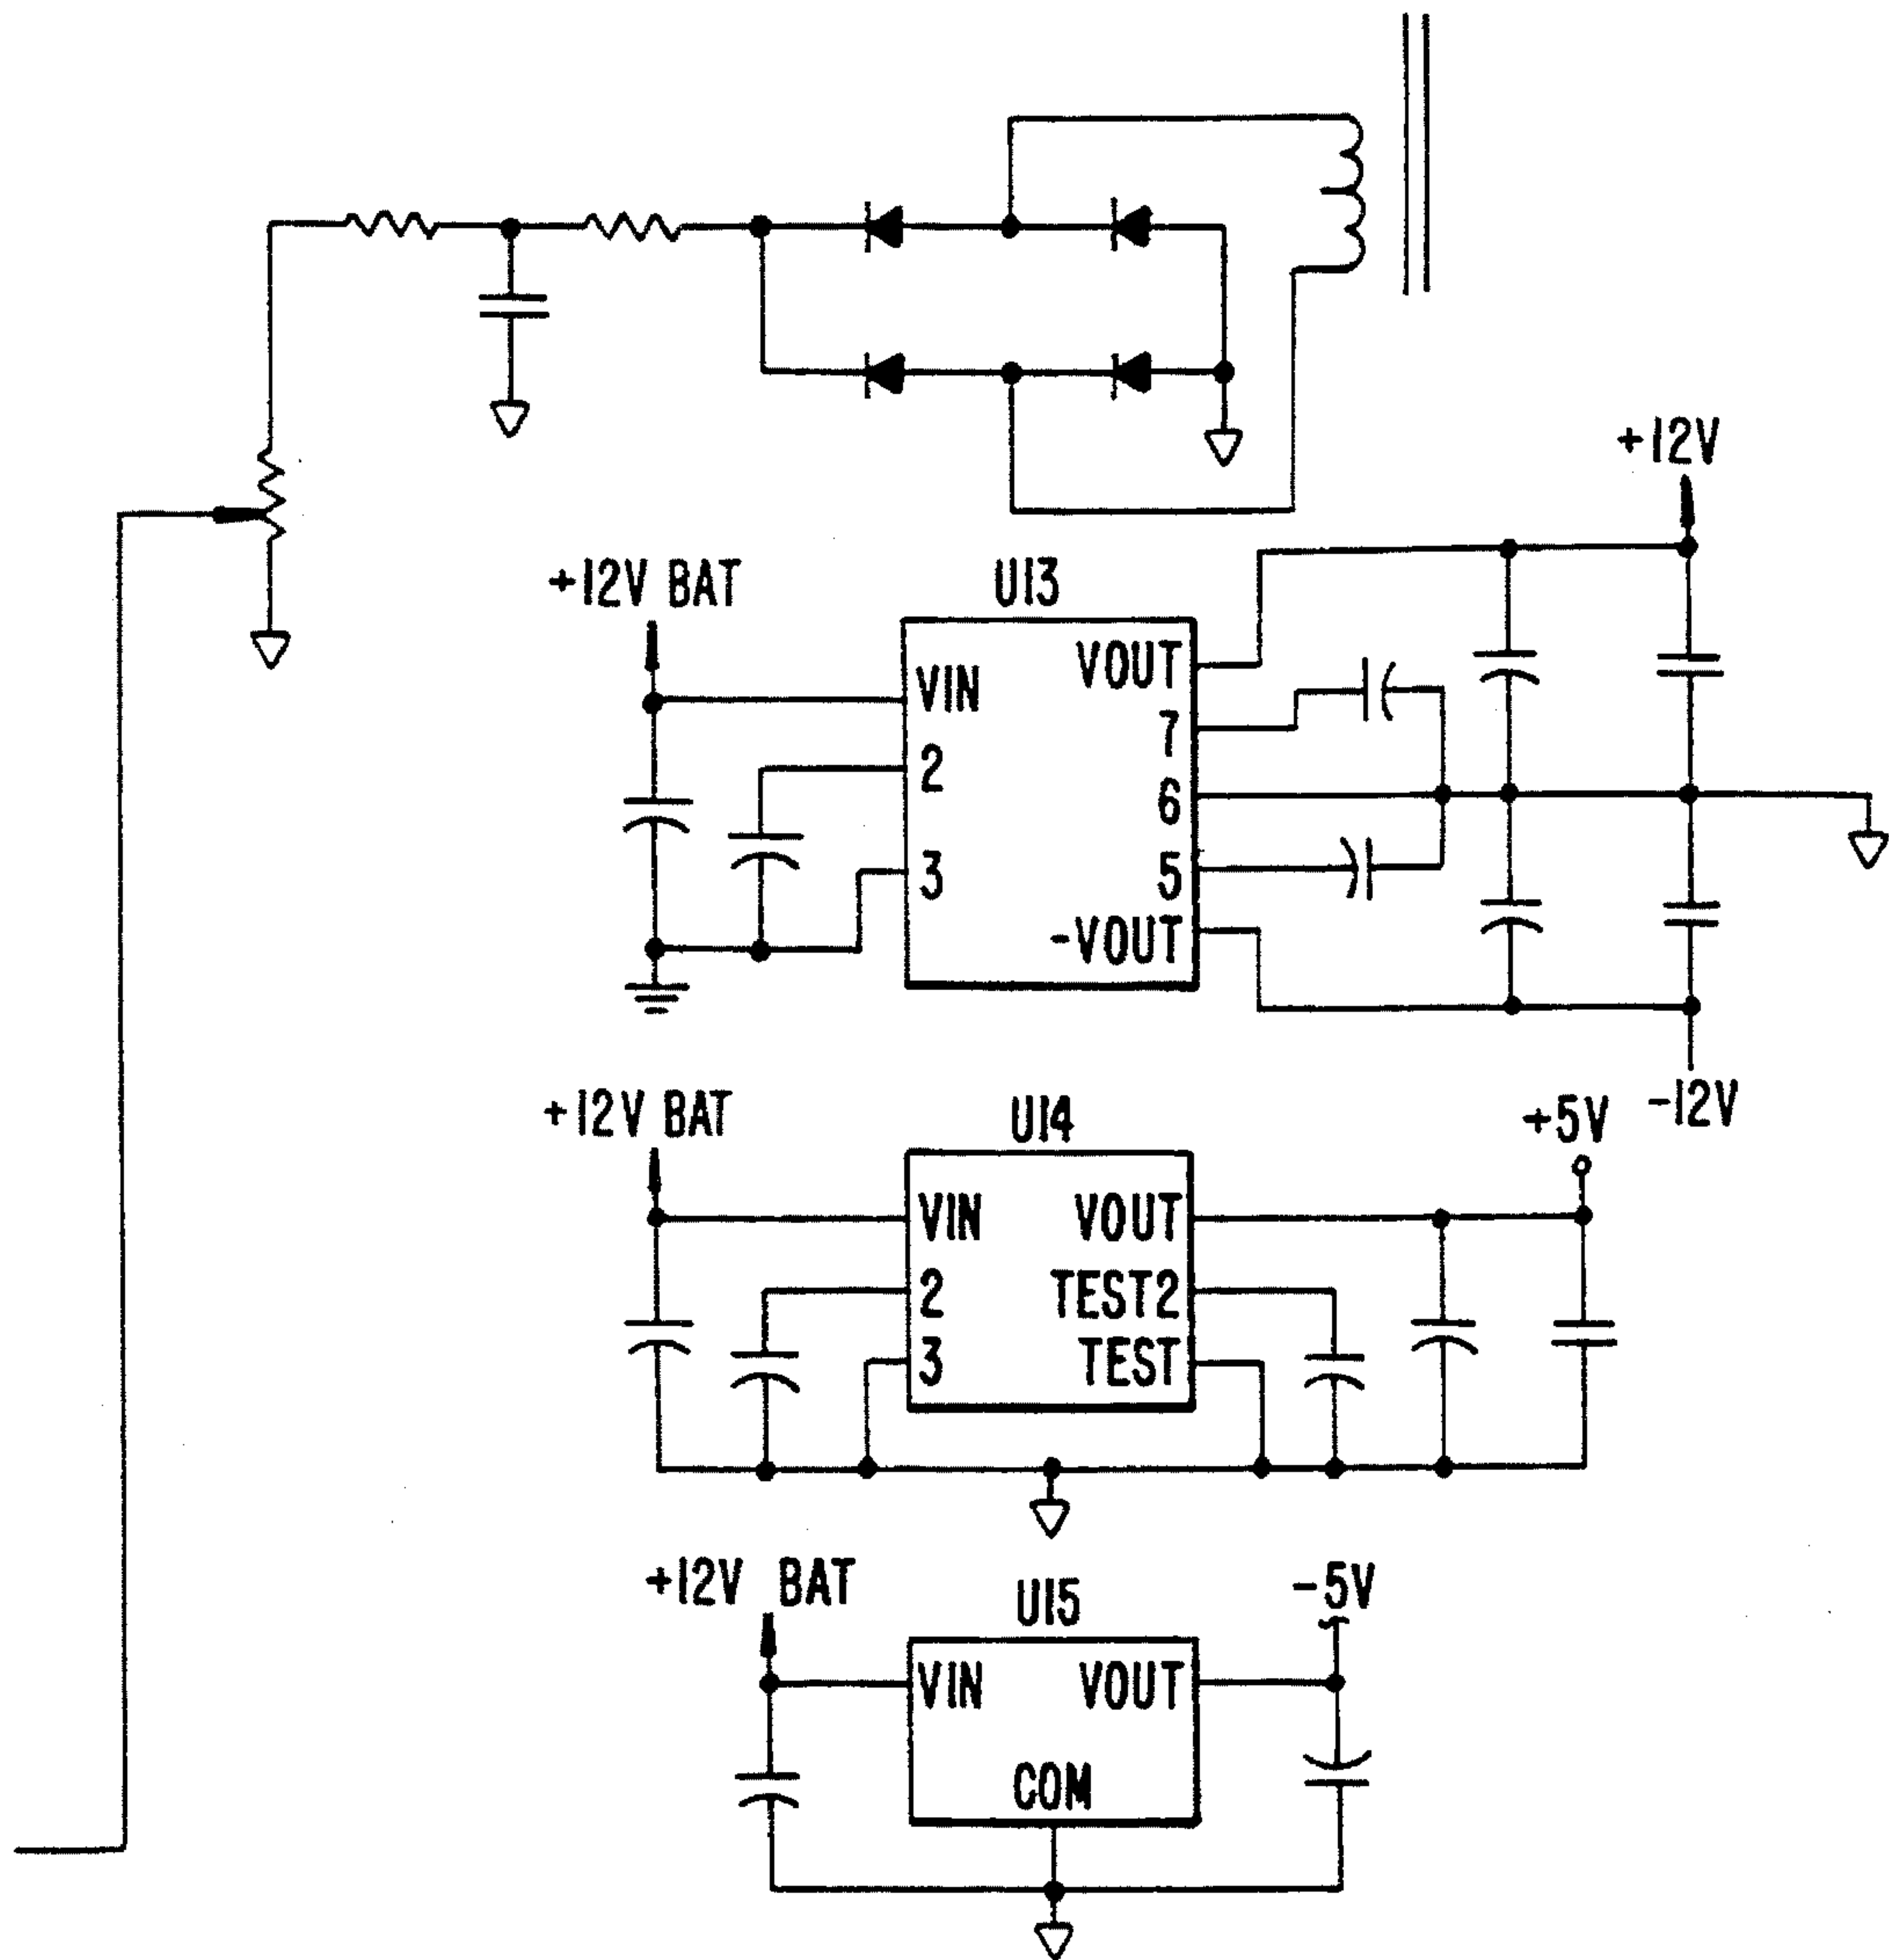 +12V
+12V BAT
U13
VIN
VOUT
7
2
6
3
5
-VOUT
-12V
+12V BAT
U14
+5V
VIN
VOUT
2
TEST2
3
TEST
+12V BAT
U15
-5V
VIN
VOUT
COM